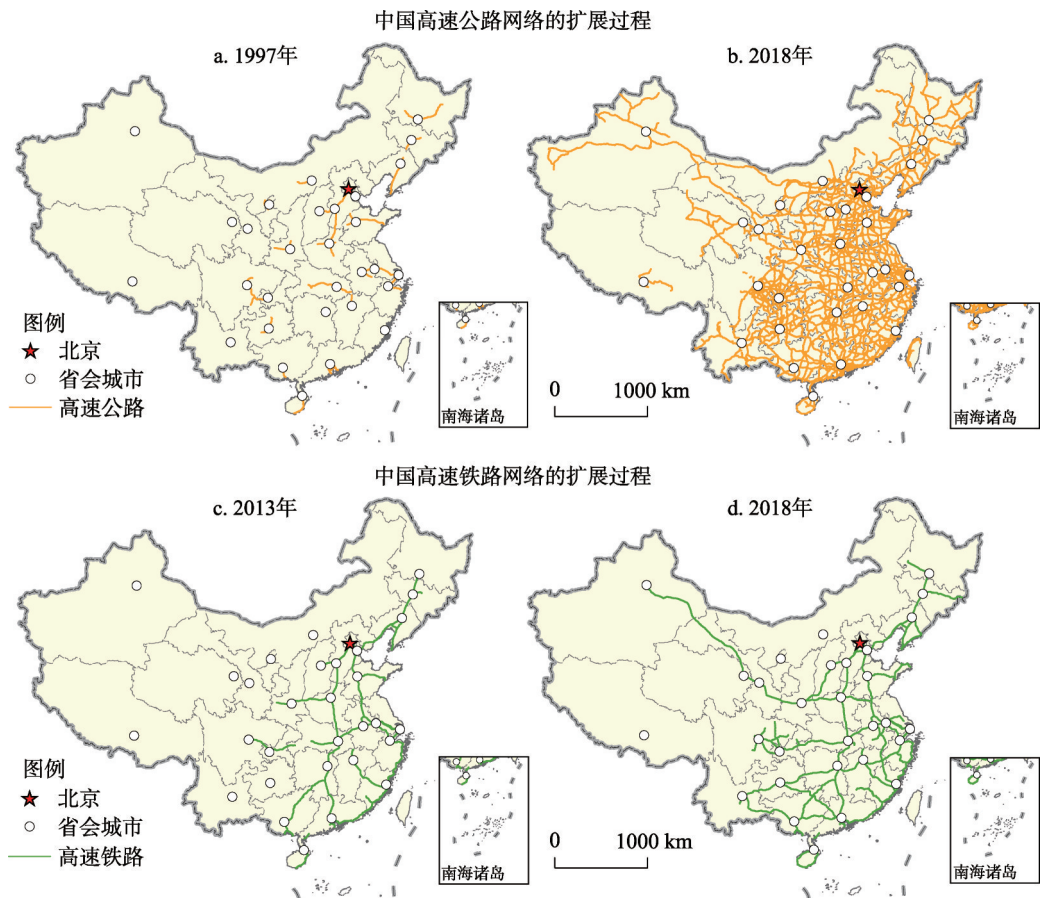 中国高速公路网络的扩展过程
a. 1997年
b. 2018年
图例
北京
省会城市
高速公路
南海诸岛
0 1000 km
南海诸岛
中国高速铁路网络的扩展过程
c. 2013年
d. 2018年
图例
北京
省会城市
高速铁路
南海诸岛
0 1000 km
南海诸岛